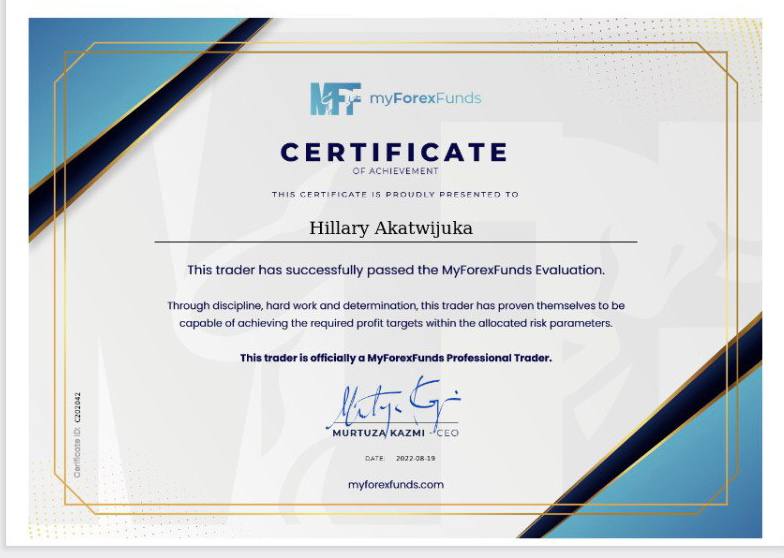 MFF myForexFunds
CERTIFICATE
OF ACHIEVEMENT
THIS CERTIFICATE IS PROUDLY PRESENTED TO
Hillary Akatwijuka
This trader has successfully passed the MyForexFunds Evaluation.
Through discipline, hard work and determination, this trader has proven themselves to be
capable of achieving the required profit targets within the allocated risk parameters.
This trader is officially a MyForexFunds Professional Trader.
MURTUZA KAZMI - CEO
DATE: 2022-08-19
myforexfunds.com
Certificate ID: C202042